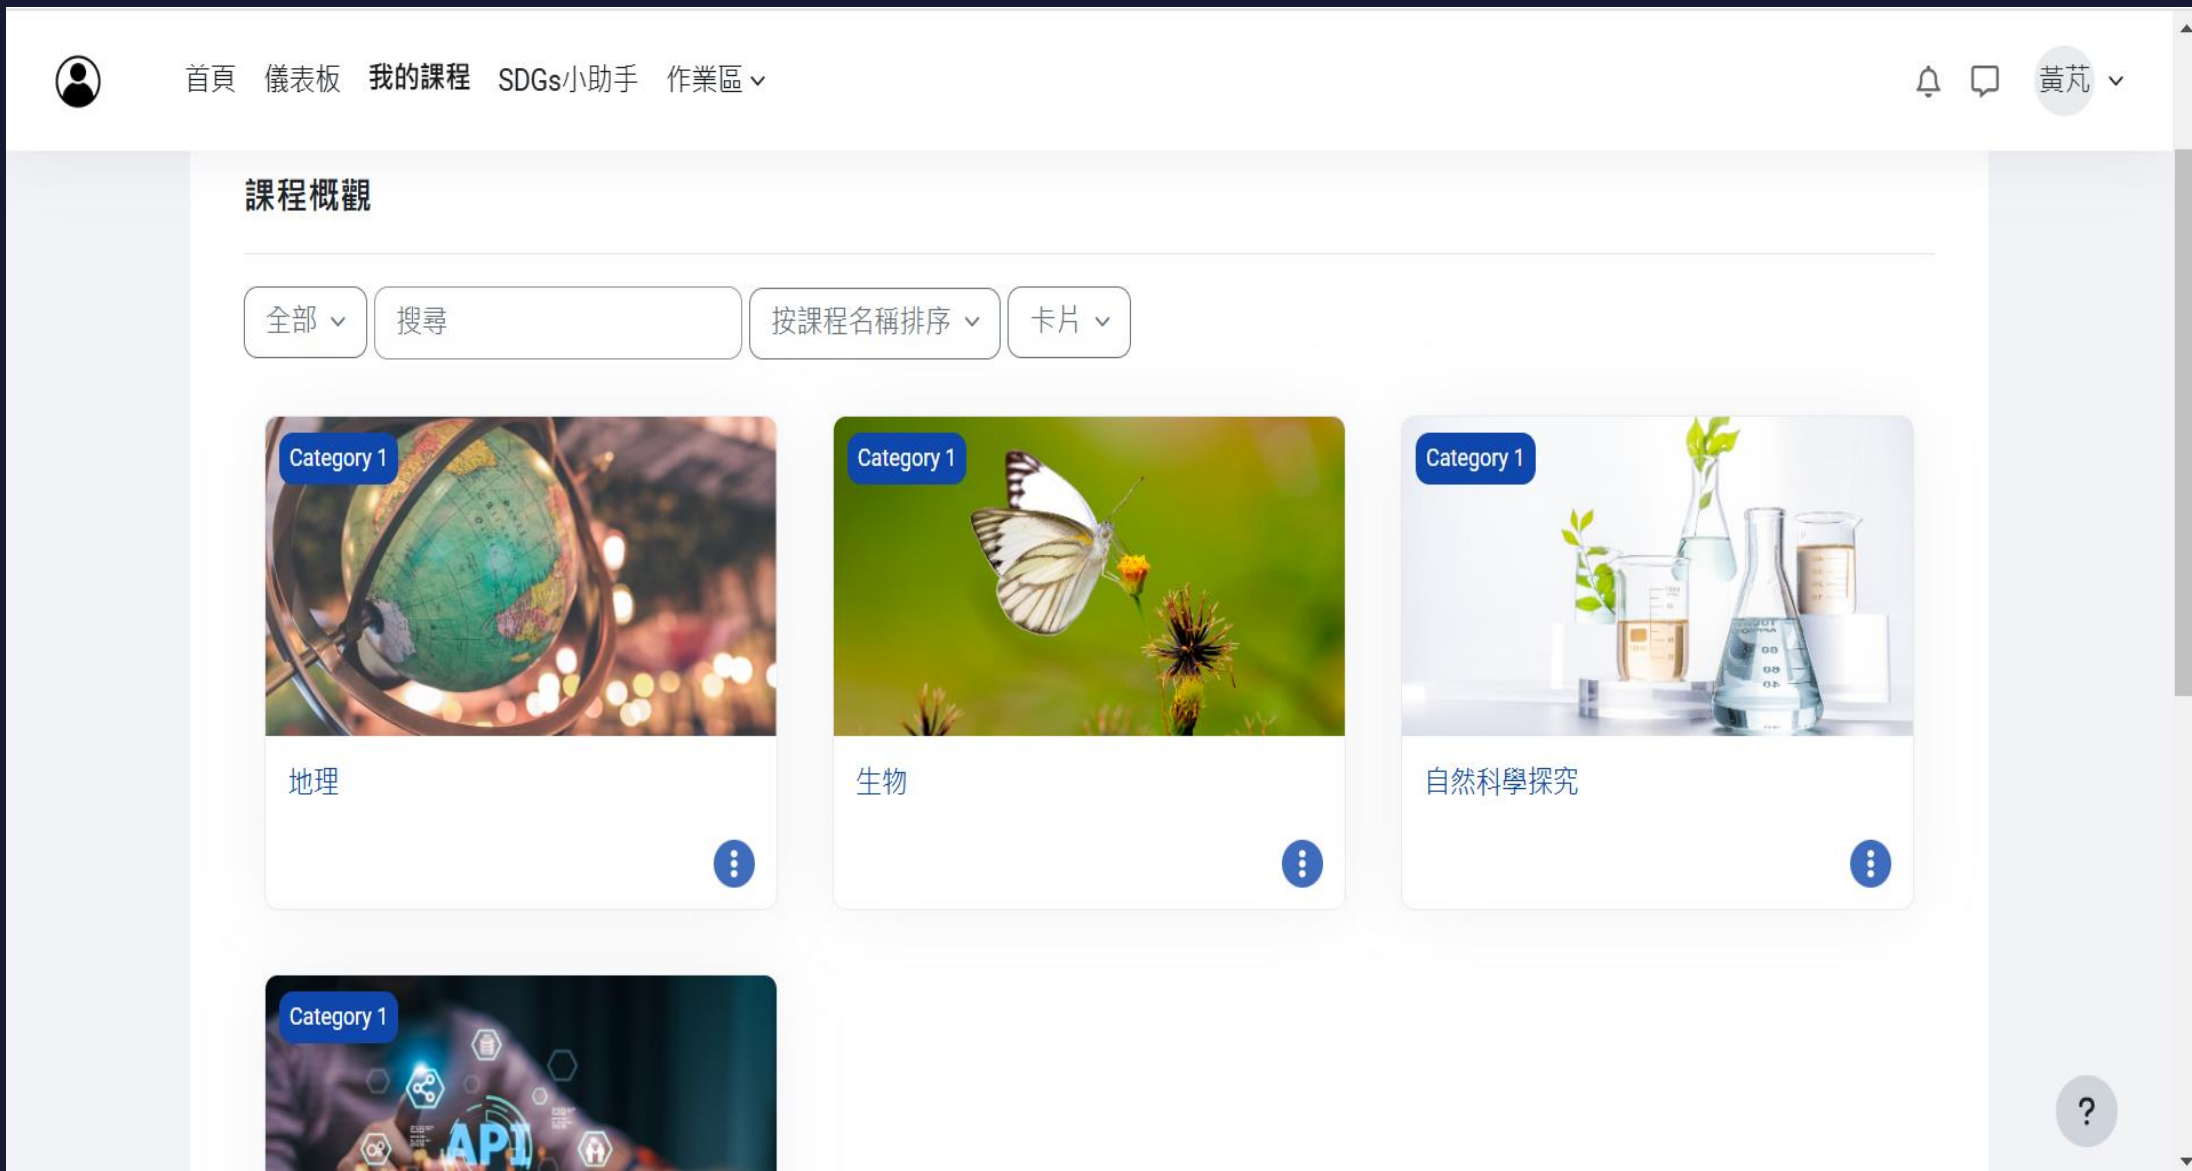 首頁 儀表板 我的課程 SDGs小助手 作業區
黃芃
課程概觀
全部 搜尋 按課程名稱排序 卡片
Category 1
Category 1
Category 1
地理
生物
自然科學探究
Category 1
API
?